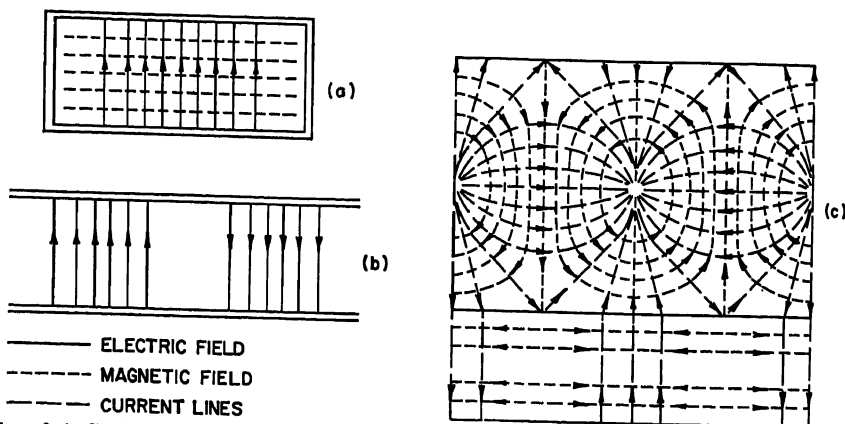 (a)
(b)
(c)
ELECTRIC FIELD
MAGNETIC FIELD
CURRENT LINES